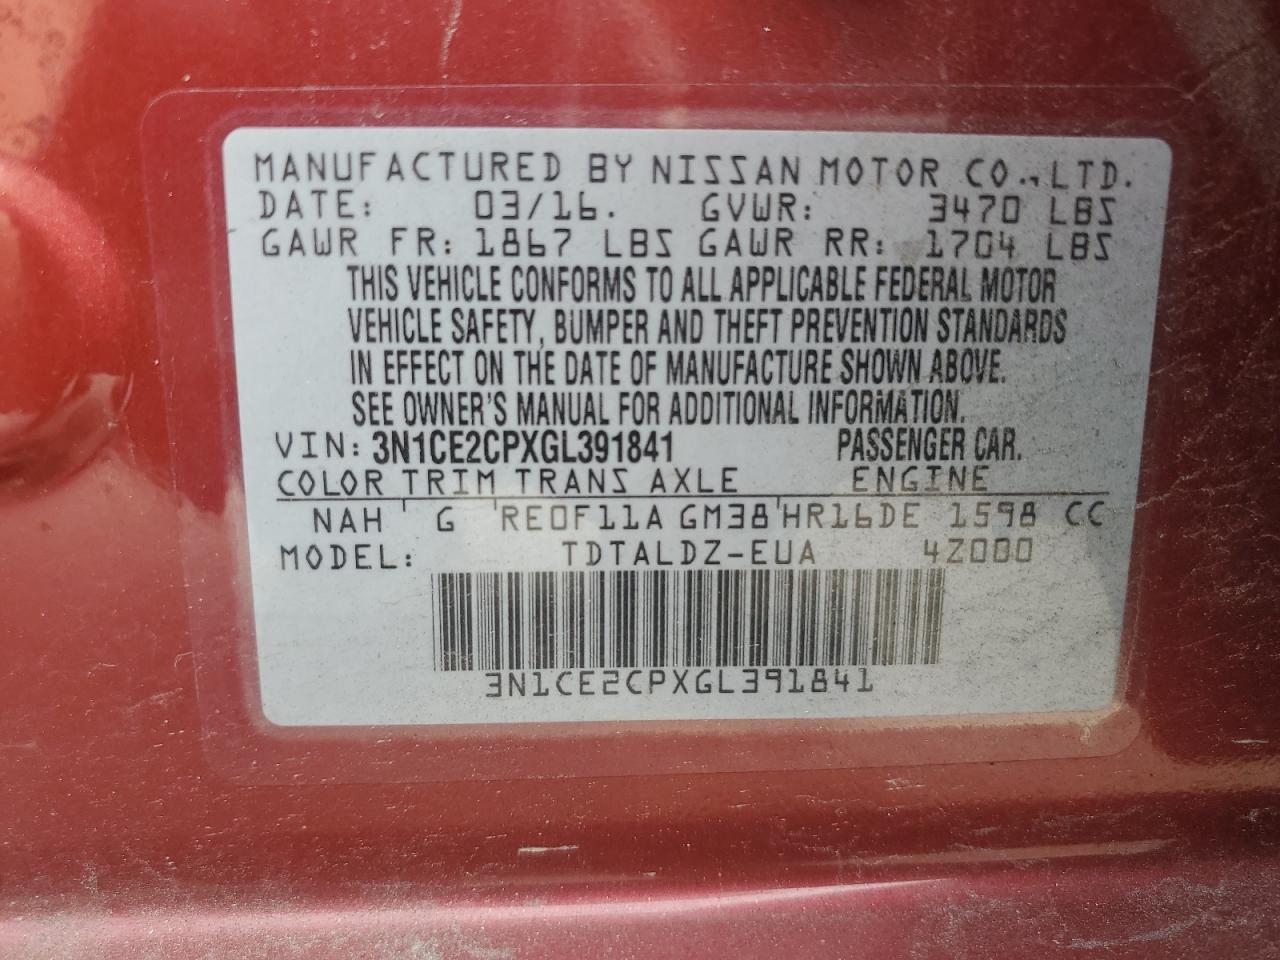 MANUFACTURED BY NISSAN MOTOR CO., LTD.
DATE: 03/16. GVWR: 3470 LBS
GAWR FR: 1867 LBS GAWR RR: 1704 LBS
THIS VEHICLE CONFORMS TO ALL APPLICABLE FEDERAL MOTOR
VEHICLE SAFETY, BUMPER AND THEFT PREVENTION STANDARDS
IN EFFECT ON THE DATE OF MANUFACTURE SHOWN ABOVE.
SEE OWNER'S MANUAL FOR ADDITIONAL INFORMATION.
VIN: 3N1CE2CPXGL391841 PASSENGER CAR.
COLOR TRIM TRANS AXLE ENGINE
NAH ' G 'RE0F11A GM38'HR16DE 1598 CC
MODEL: TDTALDZ-EUA 4Z000
3N1CE2CPXGL391841